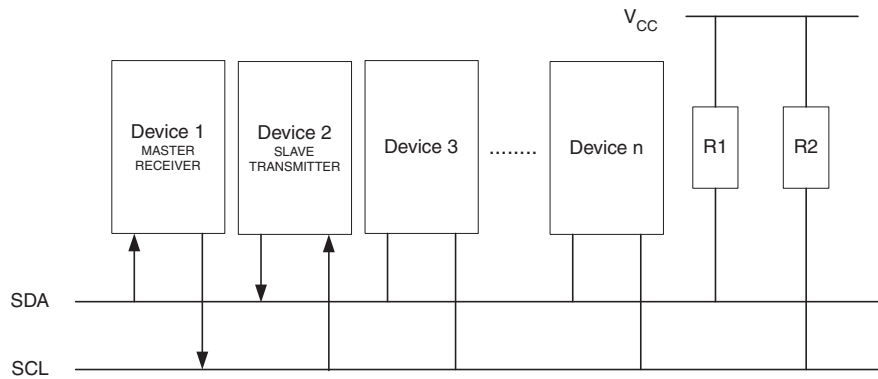 V_CC
Device 1
MASTER
RECEIVER
Device 2
SLAVE
TRANSMITTER
Device 3
........
Device n
R1
R2
SDA
SCL